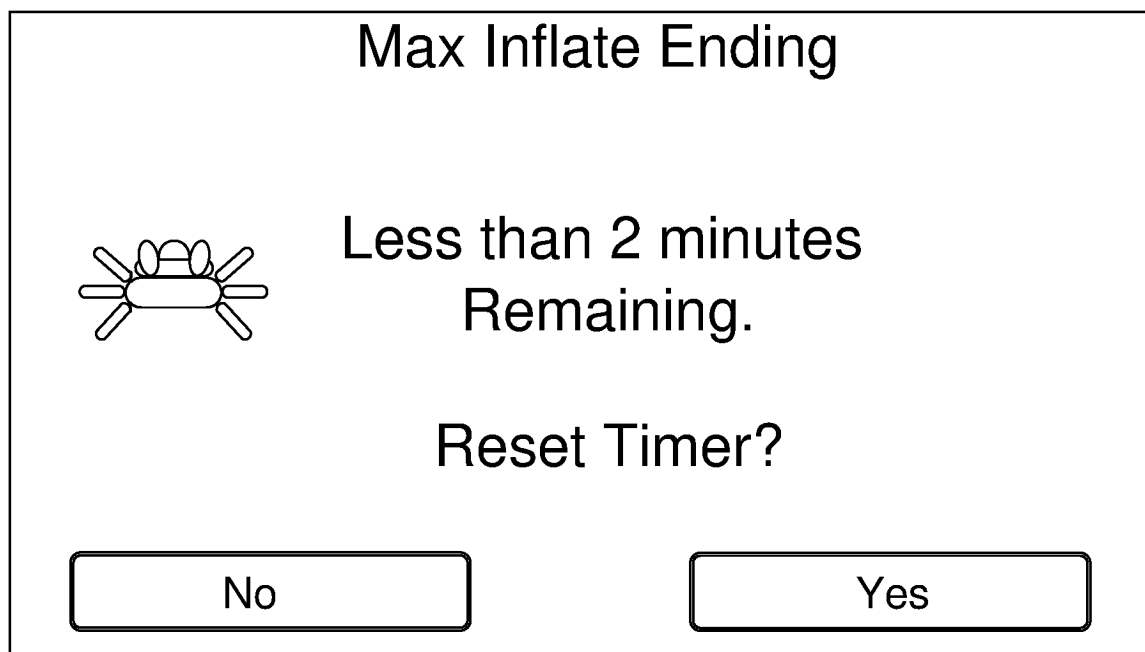 Max Inflate Ending
Less than 2 minutes
Remaining.
Reset Timer?
No
Yes